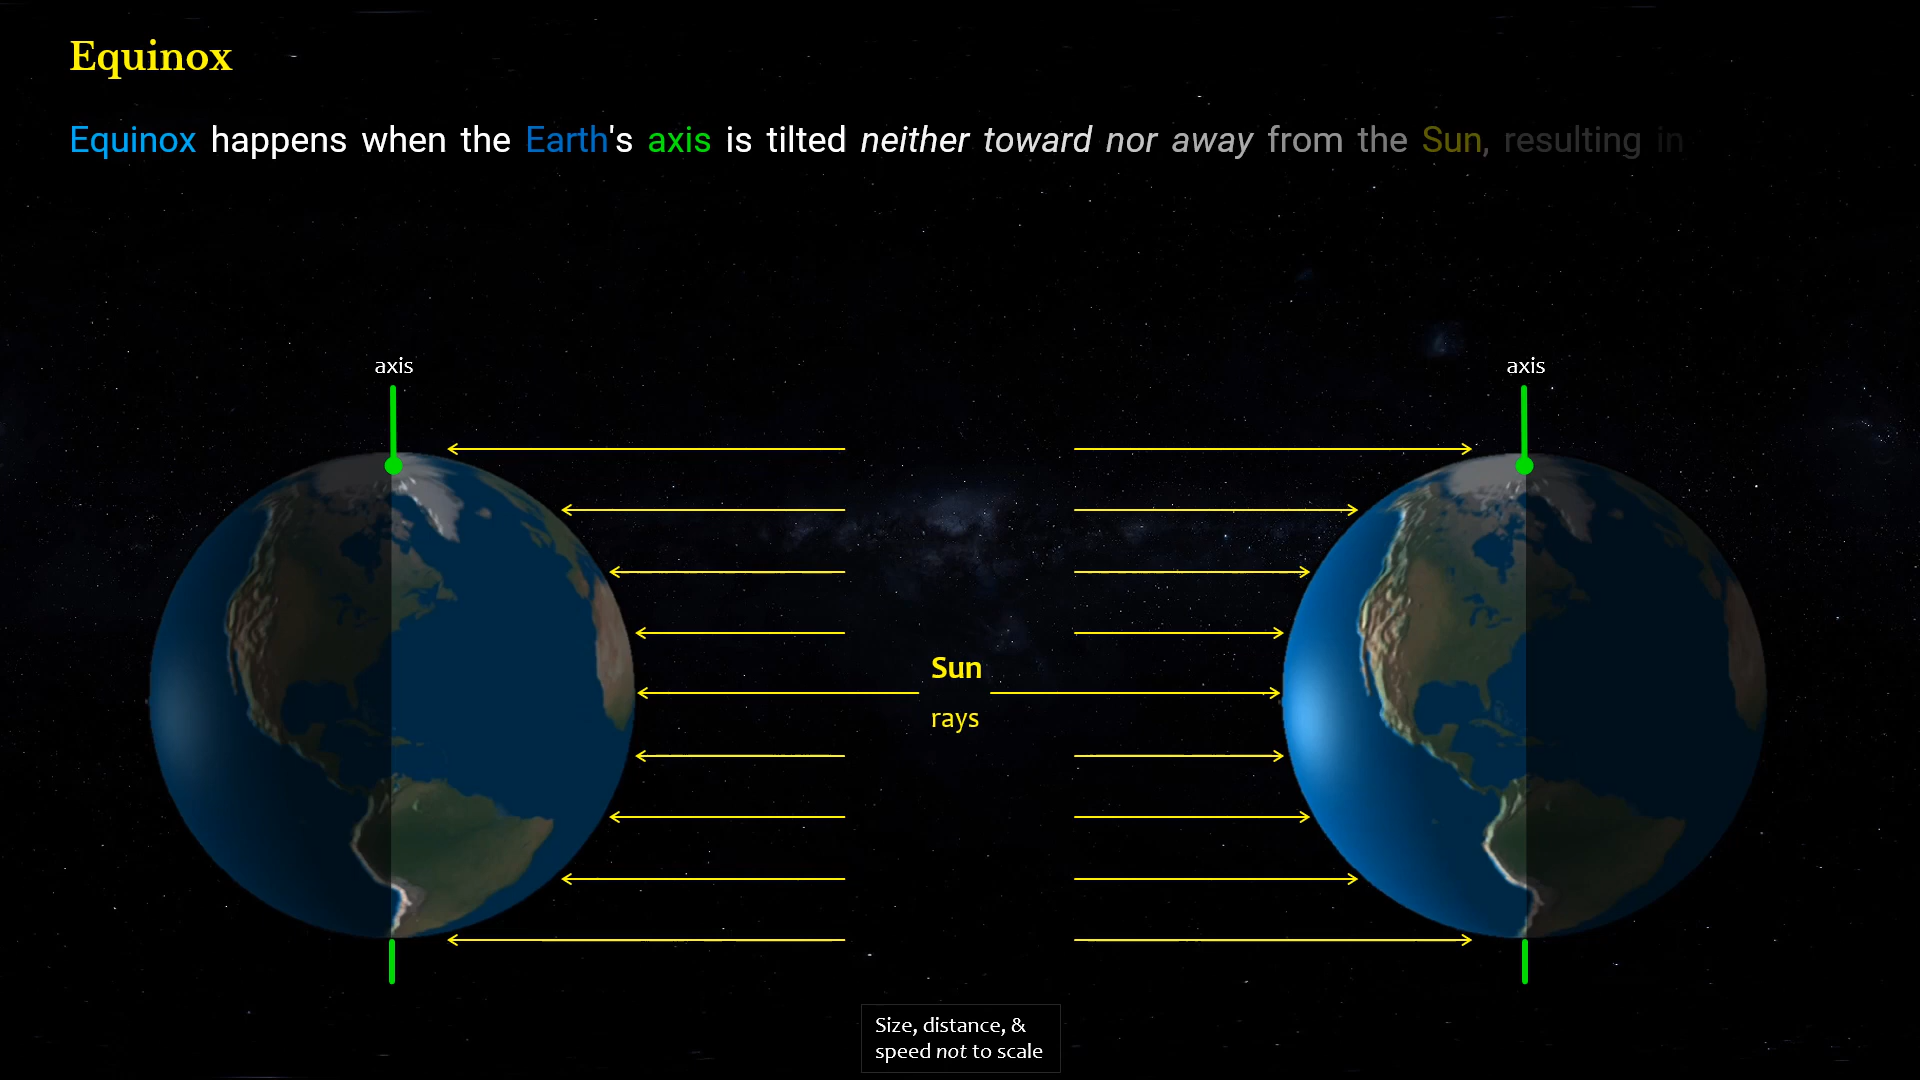 Equinox
Equinox happens when the Earth's axis is tilted neither toward nor away from the Sun, resulting in
axis
axis
Sun
rays
Size, distance, &
speed not to scale